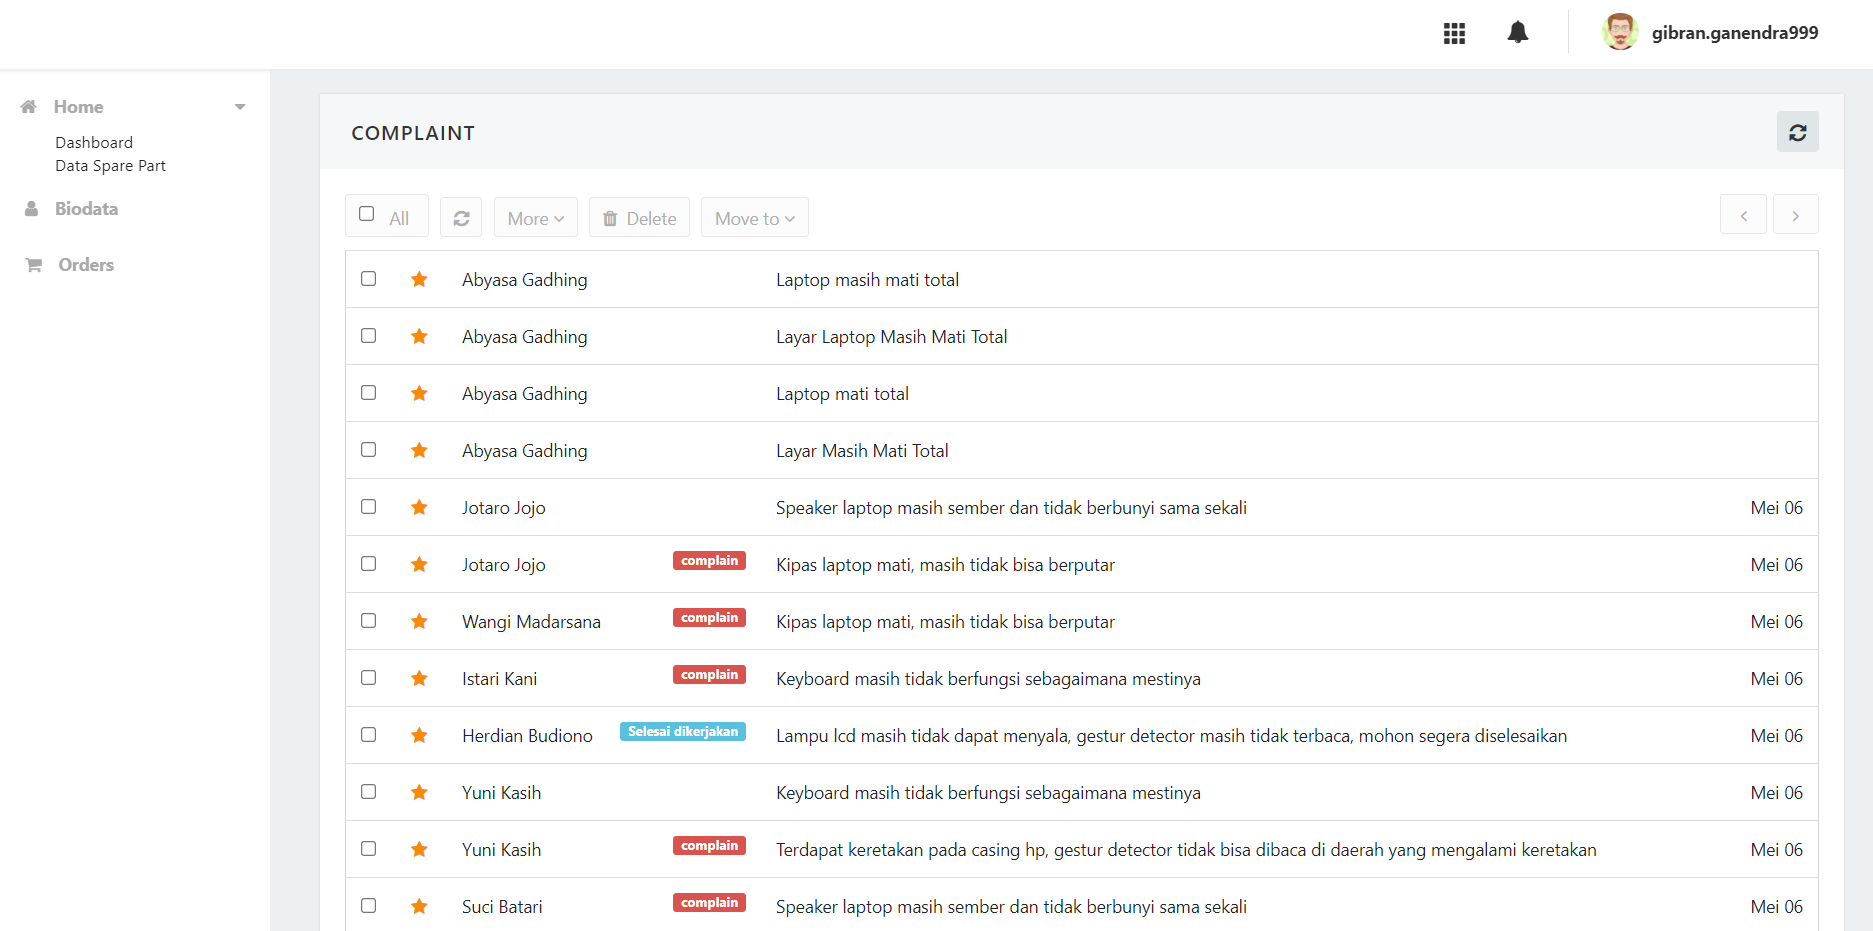 gibran.ganendra999
Home
Dashboard
Data Spare Part
Biodata
Orders
COMPLAINT
All More Delete Move to
Abyasa Gadhing Laptop masih mati total
Abyasa Gadhing Layar Laptop Masih Mati Total
Abyasa Gadhing Laptop mati total
Abyasa Gadhing Layar Masih Mati Total
Jotaro Jojo Speaker laptop masih sember dan tidak berbunyi sama sekali Mei 06
Jotaro Jojo complain Kipas laptop mati, masih tidak bisa berputar Mei 06
Wangi Madarsana complain Kipas laptop mati, masih tidak bisa berputar Mei 06
Istari Kani complain Keyboard masih tidak berfungsi sebagaimana mestinya Mei 06
Herdian Budiono Selesai dikerjakan Lampu lcd masih tidak dapat menyala, gestur detector masih tidak terbaca, mohon segera diselesaikan Mei 06
Yuni Kasih Keyboard masih tidak berfungsi sebagaimana mestinya Mei 06
Yuni Kasih complain Terdapat keretakan pada casing hp, gestur detector tidak bisa dibaca di daerah yang mengalami keretakan Mei 06
Suci Batari complain Speaker laptop masih sember dan tidak berbunyi sama sekali Mei 06